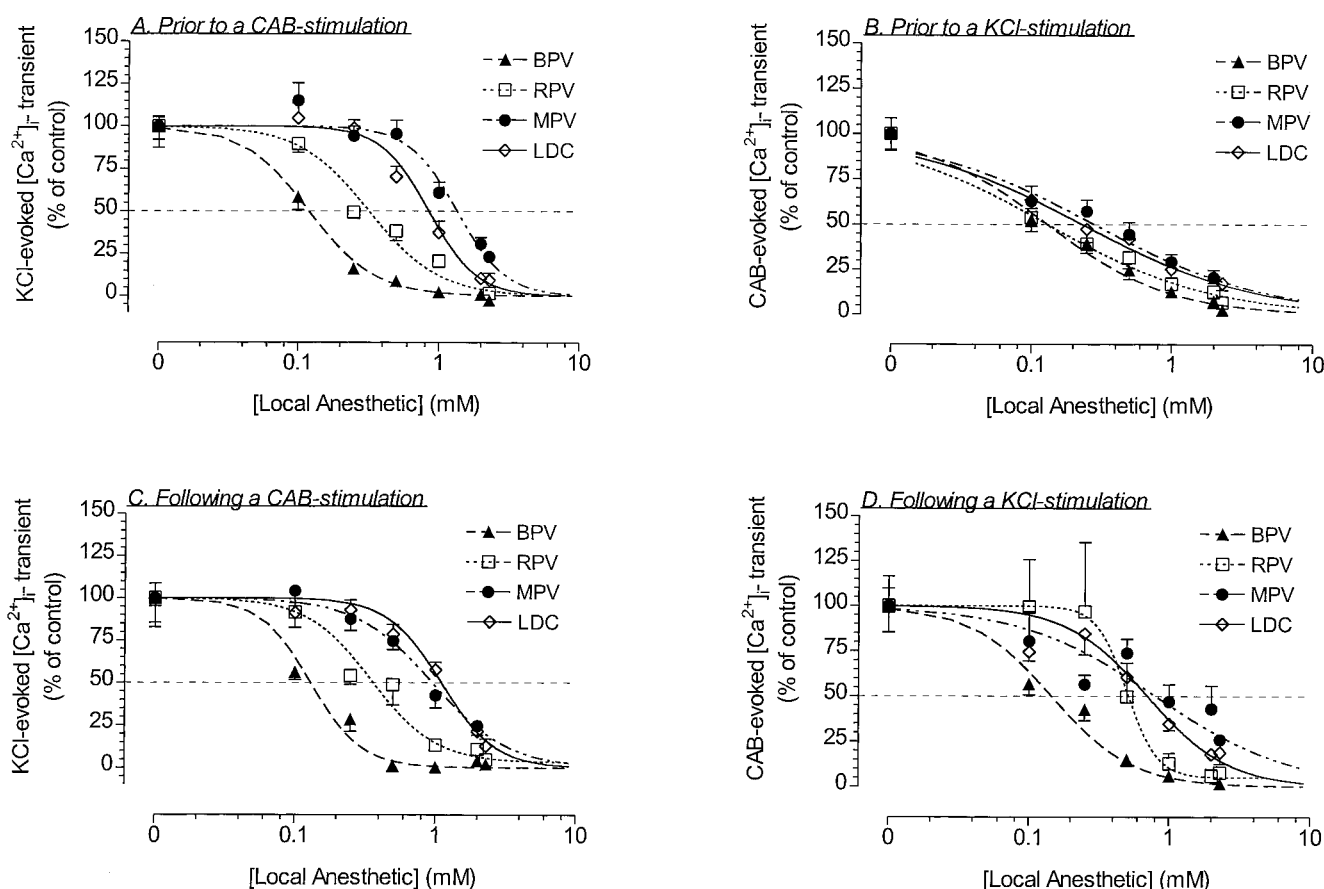 A. Prior to a CAB-stimulation
KCl-evoked [Ca2+]i- transient
(% of control)
150
125
100
75
50
25
0
BPV
RPV
MPV
LDC
0
0.1
1
10
[Local Anesthetic] (mM)
B. Prior to a KCl-stimulation
CAB-evoked [Ca2+]i- transient
(% of control)
150
125
100
75
50
25
0
BPV
RPV
MPV
LDC
0
0.1
1
10
[Local Anesthetic] (mM)
C. Following a CAB-stimulation
KCl-evoked [Ca2+]i- transient
(% of control)
150
125
100
75
50
25
0
BPV
RPV
MPV
LDC
0
0.1
1
10
[Local Anesthetic] (mM)
D. Following a KCl-stimulation
CAB-evoked [Ca2+]i- transient
(% of control)
150
125
100
75
50
25
0
BPV
RPV
MPV
LDC
0
0.1
1
10
[Local Anesthetic] (mM)